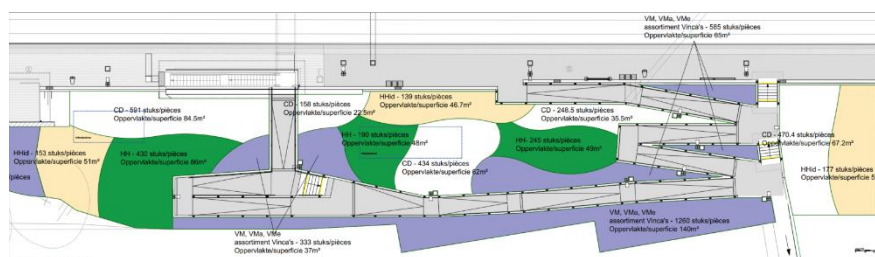 VM, VMa, VMe
assortiment Vinca's - 585 stuks/pièces
Oppervlakte/superficie 65m²
HHid - 139 stuks/pièces
Oppervlakte/superficie 46.7m²
CD - 591 stuks/pièces
Oppervlakte/superficie 84.5m²
CD - 158 stuks/pièces
Oppervlakte/superficie 22.5m²
CD - 248.5 stuks/pièces
Oppervlakte/superficie 35.5m²
HH - 190 stuks/pièces
Oppervlakte/superficie 48m²
HH- 245 stuks/pièces
Oppervlakte/superficie 49m²
CD - 470.4 stuks/pièces
Oppervlakte/superficie 67.2m²
HHid - 153 stuks/pièces
Oppervlakte/superficie 51m²
HH - 430 stuks/pièces
Oppervlakte/superficie 86m²
CD - 434 stuks/pièces
Oppervlakte/superficie 62m²
HHid - 177 stuks/pièces
Oppervlakte/superficie 5
/pièces
VM, VMa, VMe
assortiment Vinca's - 1260 stuks/pièces
Oppervlakte/superficie 140m²
VM, VMa, VMe
assortiment Vinca's - 333 stuks/pièces
Oppervlakte/superficie 37m²